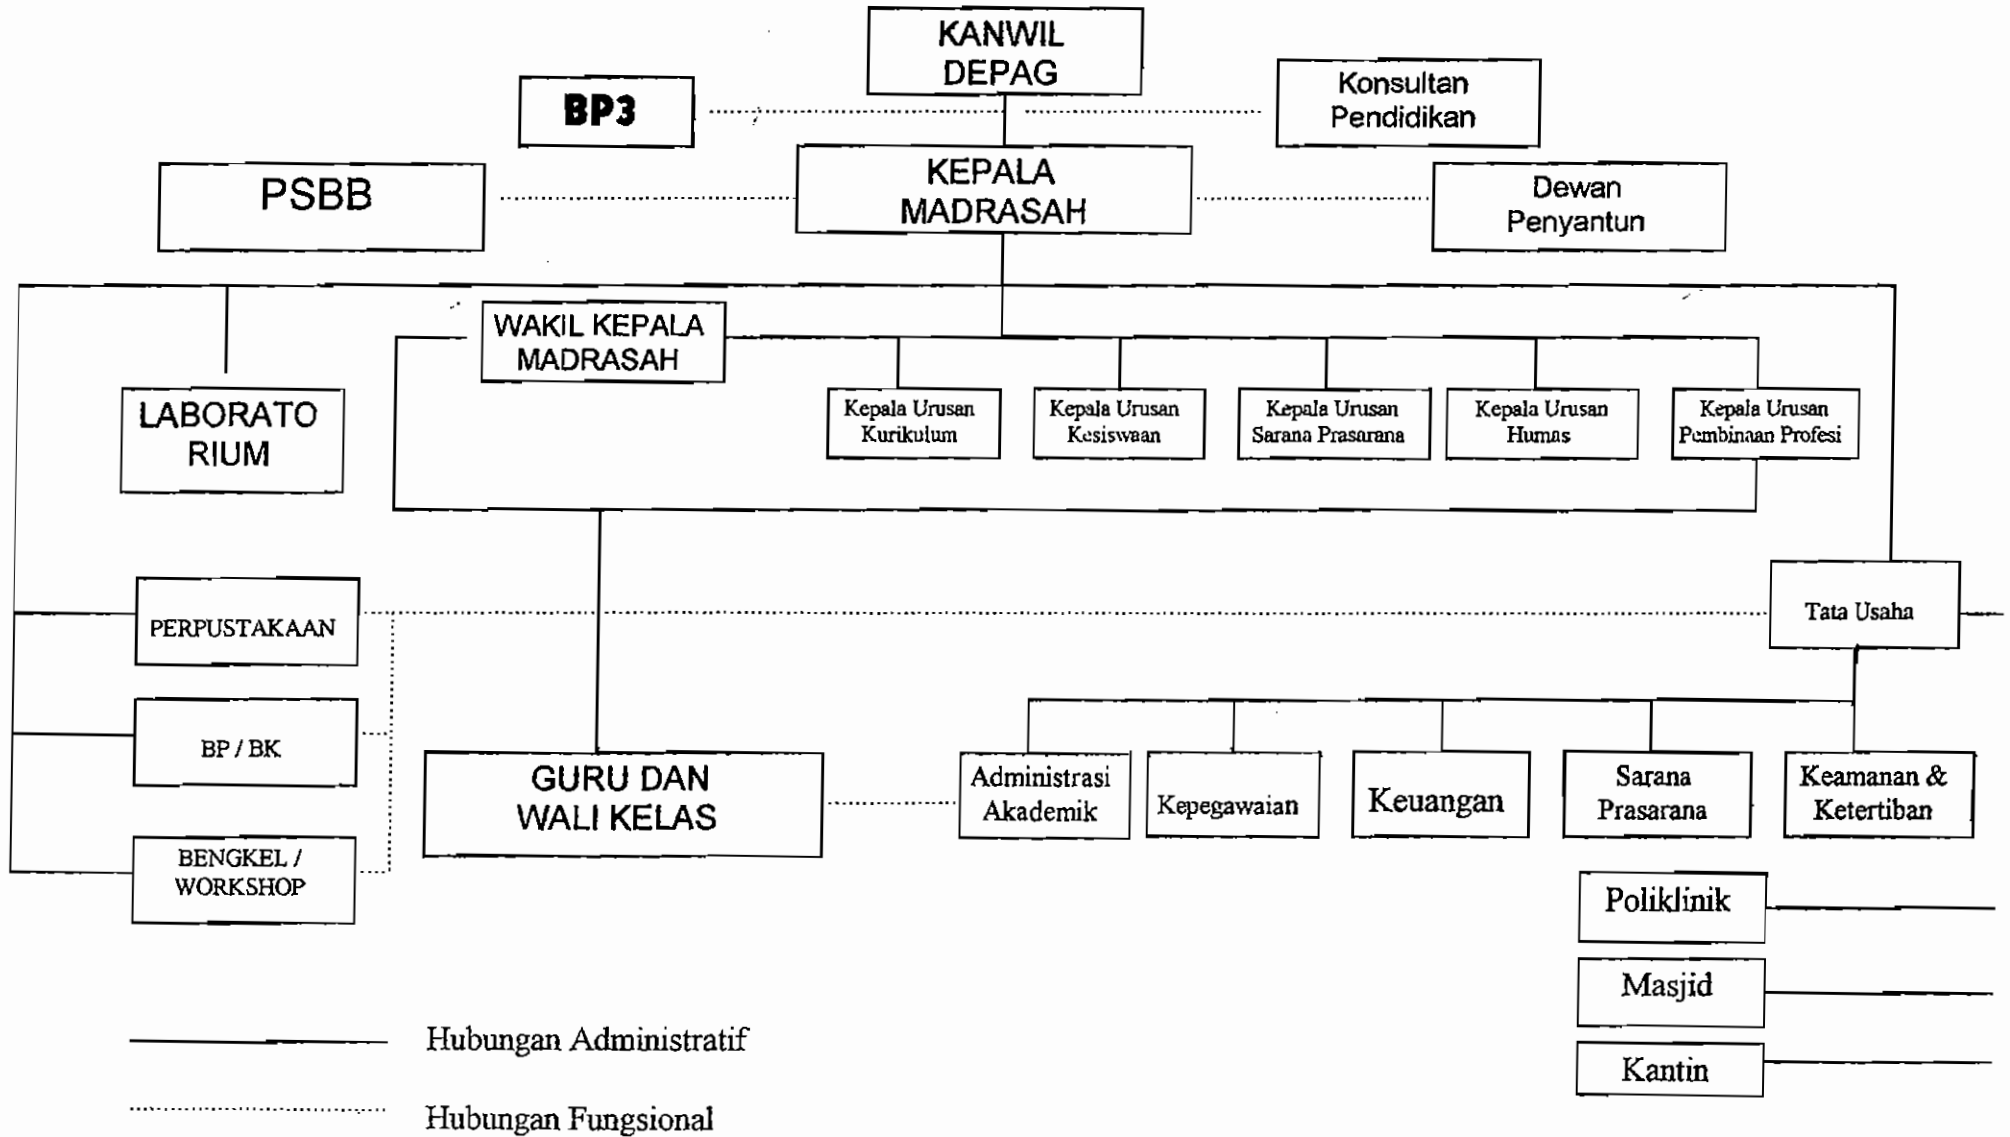 KANWIL
DEPAG
BP3
Konsultan
Pendidikan
PSBB
KEPALA
MADRASAH
Dewan
Penyantun
WAKIL KEPALA
MADRASAH
LABORATO
RIUM
Kepala Urusan
Kurikulum
Kepala Urusan
Kesiswaan
Kepala Urusan
Sarana Prasarana
Kepala Urusan
Humas
Kepala Urusan
Pembinaan Profesi
PERPUSTAKAAN
Tata Usaha
BP / BK
GURU DAN
WALI KELAS
Administrasi
Akademik
Kepegawaian
Keuangan
Sarana
Prasarana
Keamanan &
Ketertiban
BENGKEL /
WORKSHOP
Poliklinik
Masjid
Kantin
Hubungan Administratif
Hubungan Fungsional